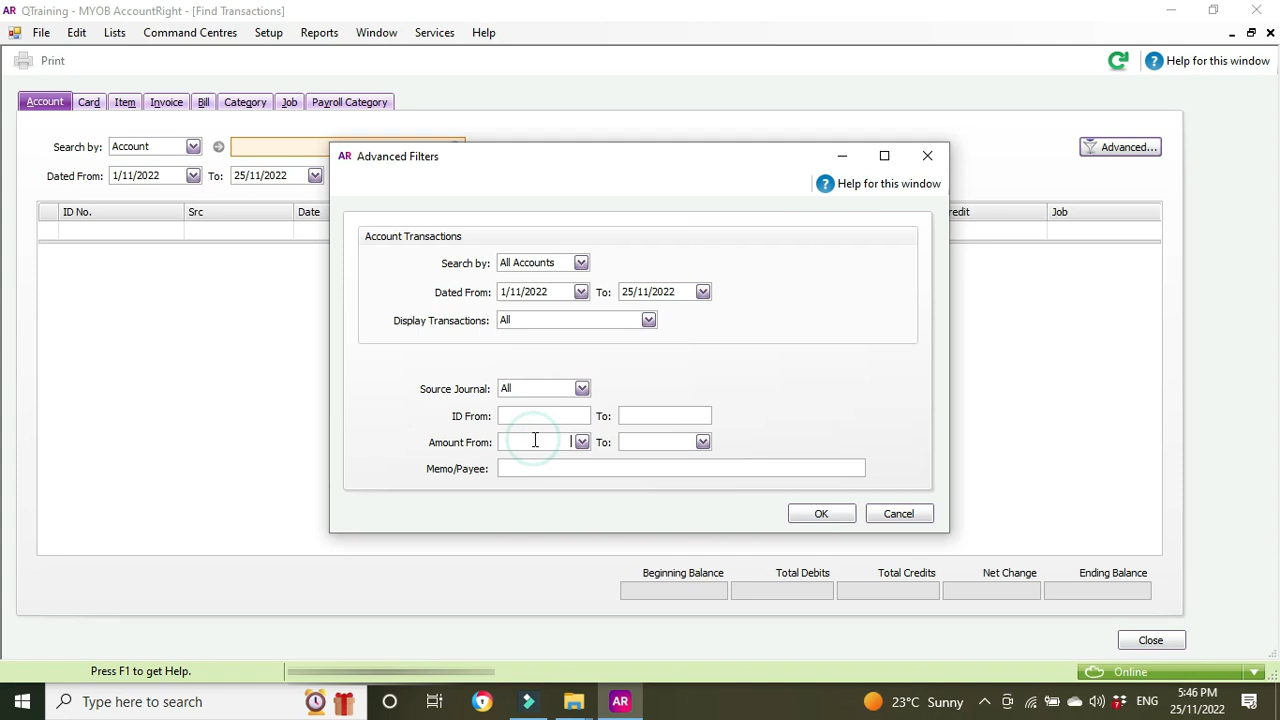 AR QTraining - MYOB AccountRight - [Find Transactions]
File Edit Lists Command Centres Setup Reports Window Services Help
Print ? Help for this window
Account Card Item Invoice Bill Category Job Payroll Category
Search by: Account Advanced...
Dated From: 1/11/2022 To: 25/11/2022
ID No. Src Date redit Job
AR Advanced Filters
? Help for this window
Account Transactions
Search by: All Accounts
Dated From: 1/11/2022 To: 25/11/2022
Display Transactions: All
Source Journal: All
ID From: To:
Amount From: To:
Memo/Payee:
OK Cancel
Beginning Balance Total Debits Total Credits Net Change Ending Balance
Close
Press F1 to get Help. Online
Type here to search AR 23°C Sunny ENG 5:46 PM
25/11/2022